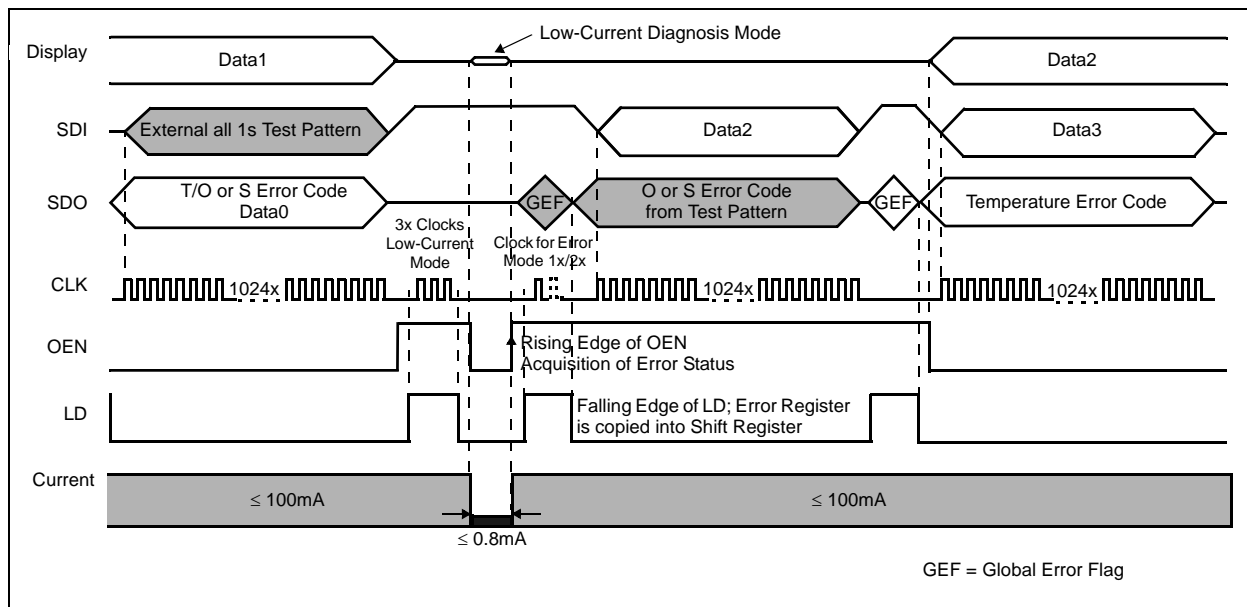 Low-Current Diagnosis Mode
Display
Data1
Data2
SDI
External all 1s Test Pattern
Data2
Data3
SDO
T/O or S Error Code
Data0
GEF
O or S Error Code
from Test Pattern
GEF
Temperature Error Code
3x Clocks
Low-Current
Mode
Clock for Error
Mode 1x/2x
CLK
1024x
1024x
1024x
OEN
Rising Edge of OEN
Acquisition of Error Status
LD
Falling Edge of LD; Error Register
is copied into Shift Register
Current
≤ 100mA
≤ 100mA
≤ 0.8mA
GEF = Global Error Flag